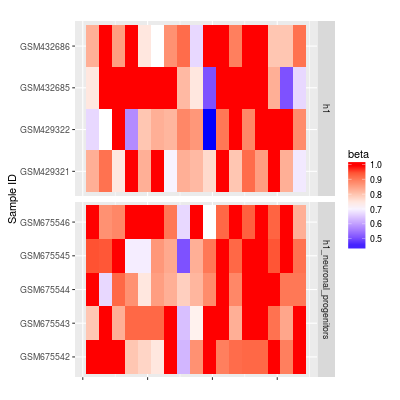 Sample ID
GSM432686
GSM432685
GSM429322
GSM429321
h1
GSM675546
GSM675545
GSM675544
GSM675543
GSM675542
h1_neuronal_progenitors
beta
1.0
0.9
0.8
0.7
0.6
0.5